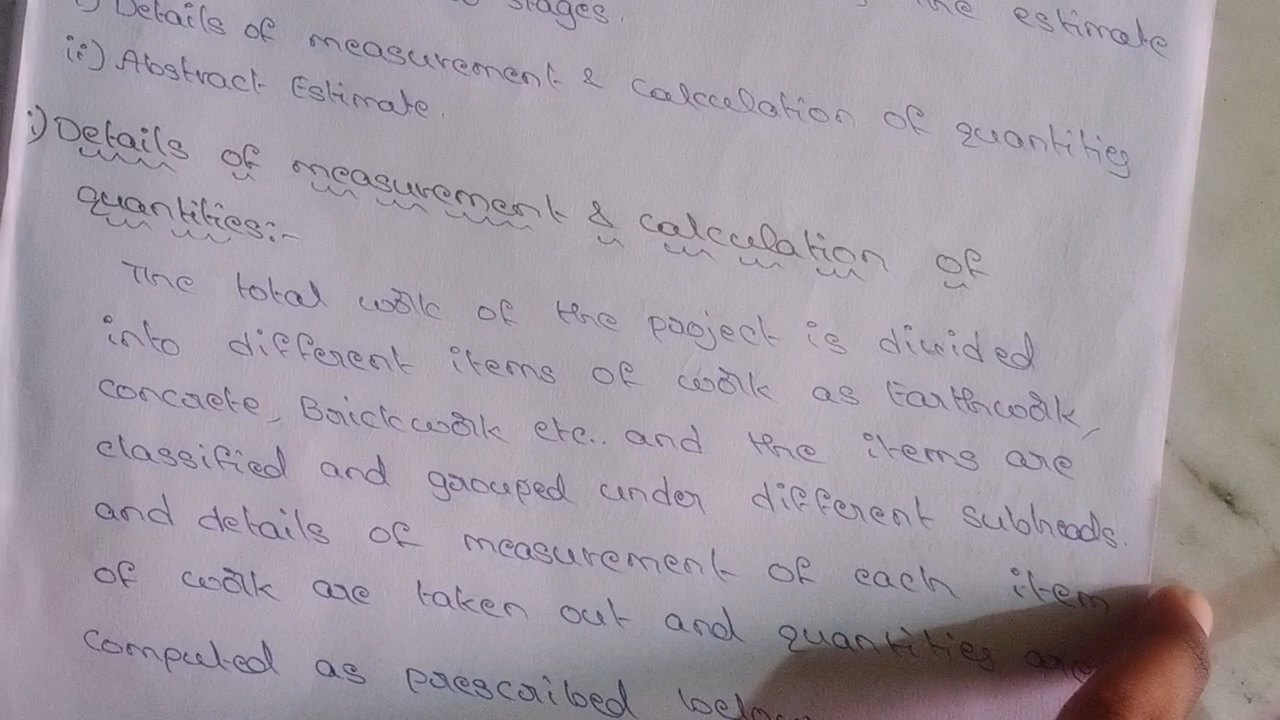 stages. the estimate
i) Details of measurement & calculation of quantities
ii) Abstract Estimate.
i) Details of measurement & calculation of
quantities:-
The total work of the project is divided
into different items of work as Earthwork,
concrete, Brickwork etc.. and the items are
classified and grouped under different subheads.
and details of measurement of each item
of work are taken out and quantities are
computed as prescribed